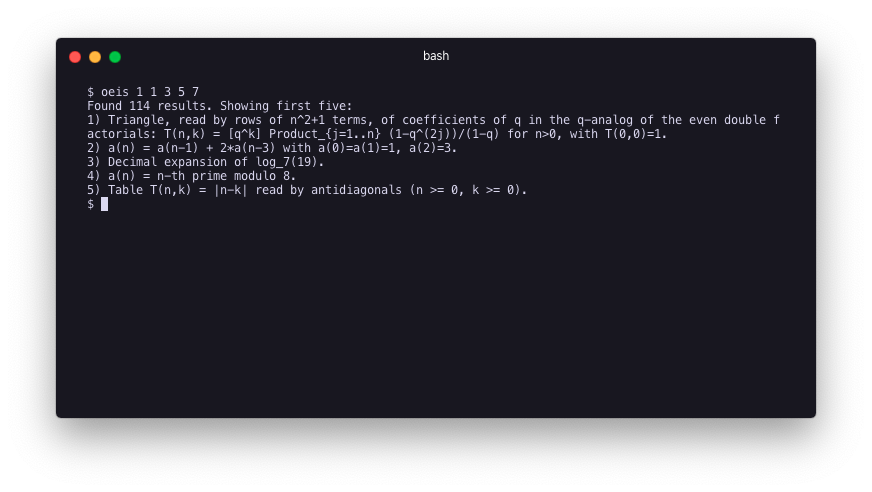 bash
$ oeis 1 1 3 5 7
Found 114 results. Showing first five:
1) Triangle, read by rows of n^2+1 terms, of coefficients of q in the q-analog of the even double f
actorials: T(n,k) = [q^k] Product_{j=1..n} (1-q^(2j))/(1-q) for n>0, with T(0,0)=1.
2) a(n) = a(n-1) + 2*a(n-3) with a(0)=a(1)=1, a(2)=3.
3) Decimal expansion of log_7(19).
4) a(n) = n-th prime modulo 8.
5) Table T(n,k) = |n-k| read by antidiagonals (n >= 0, k >= 0).
$